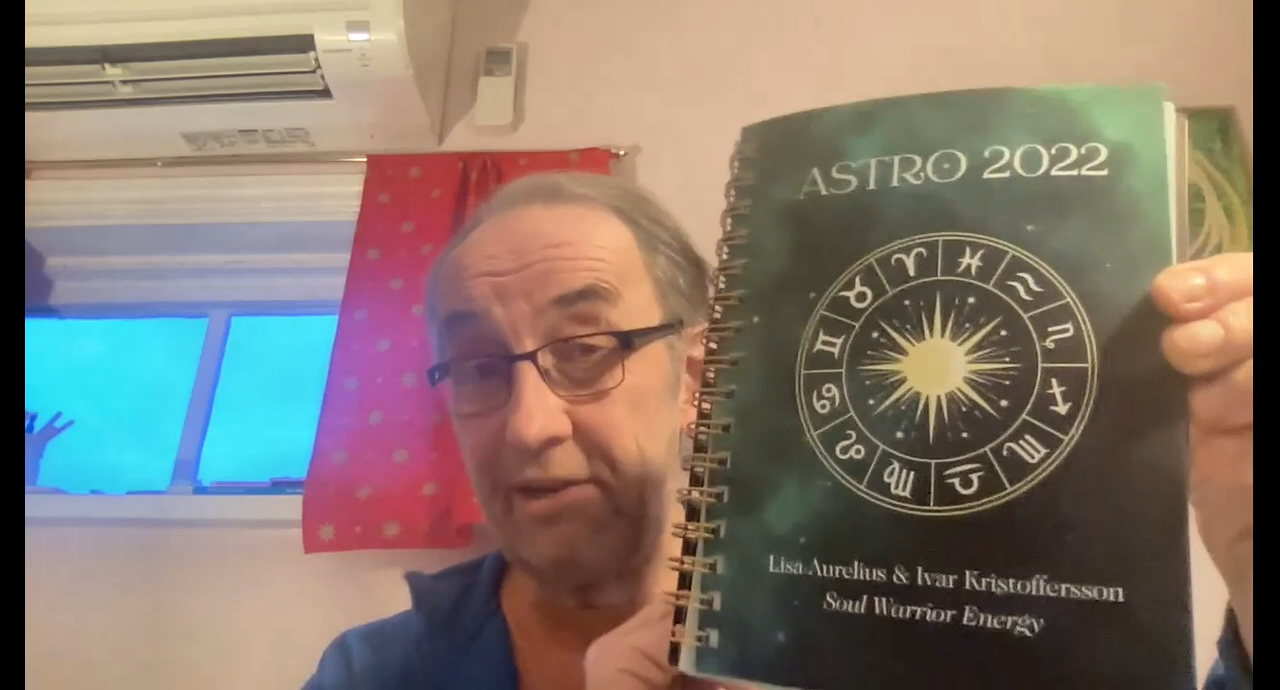 ASTRO 2022
Lisa Aurelius & Ivar Kristoffersson
Soul Warrior Energy